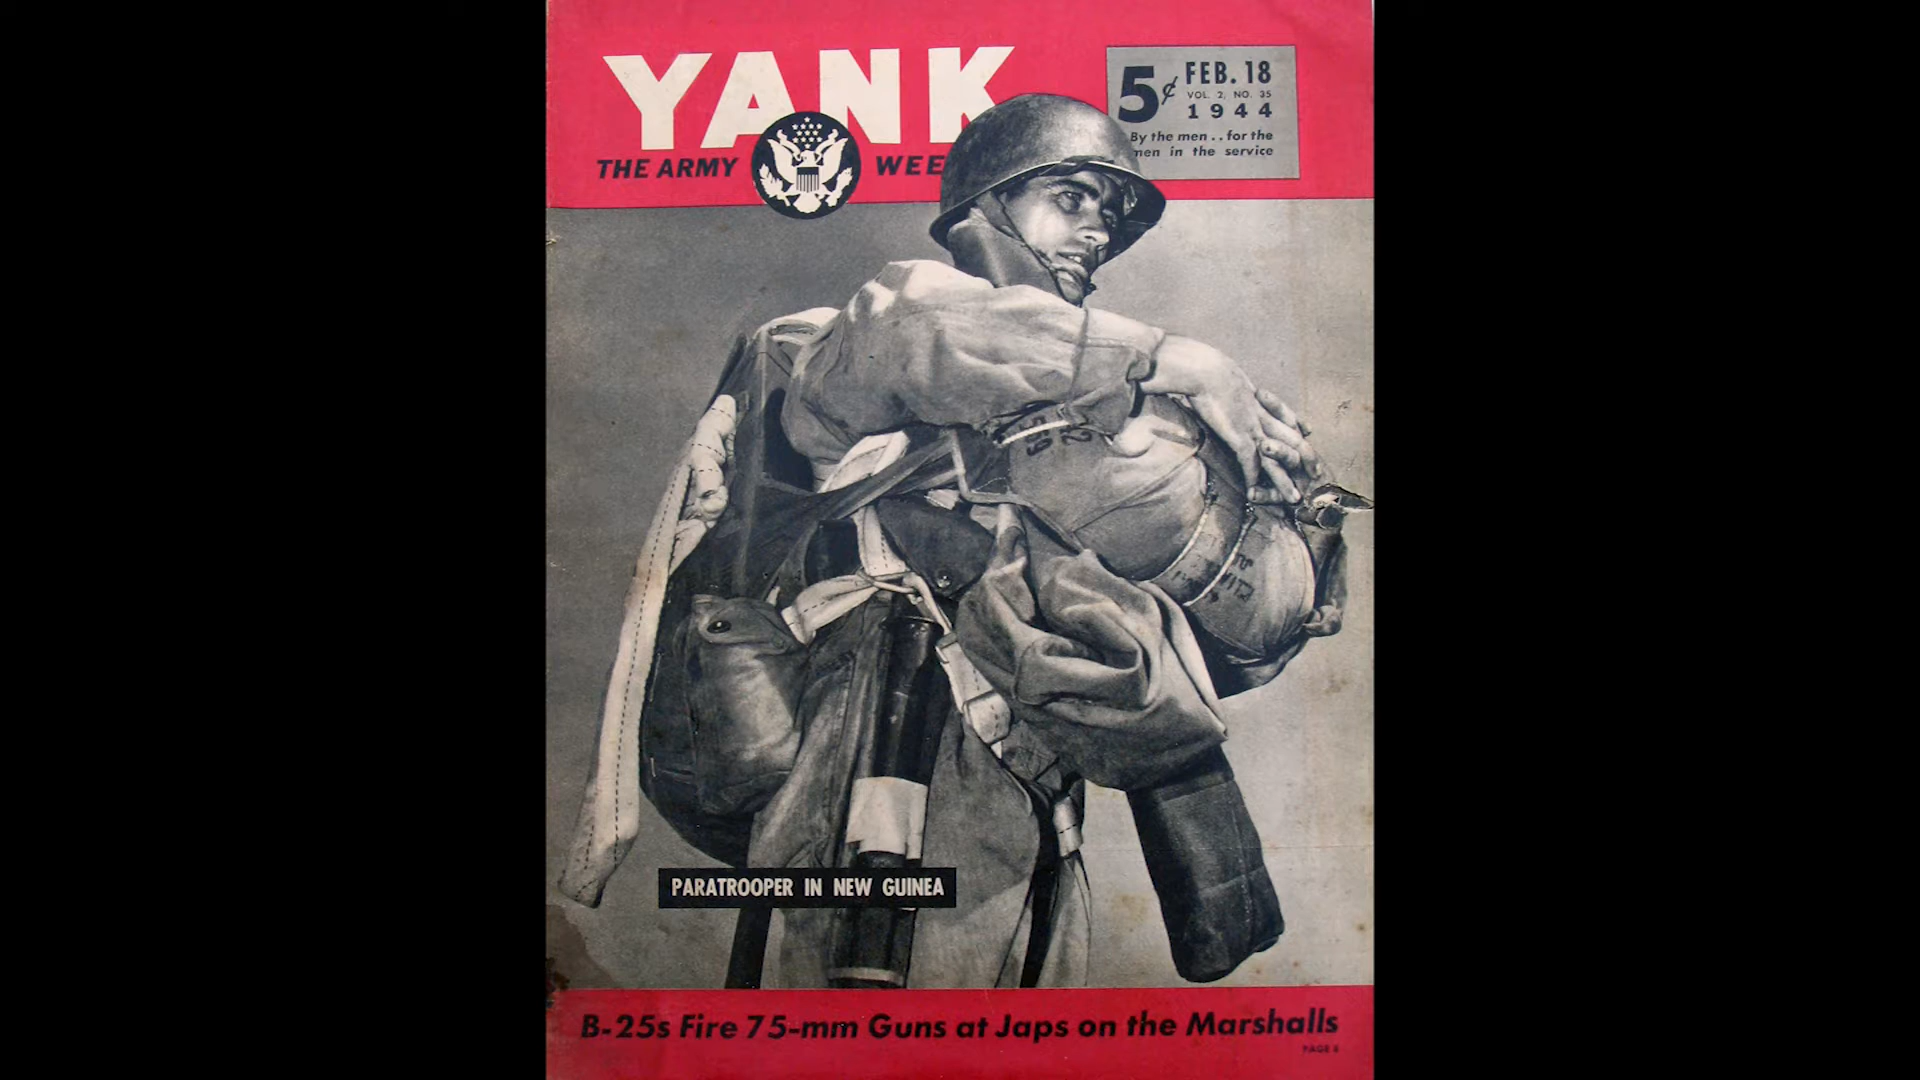 YANK
THE ARMY WEE
5¢ FEB. 18
VOL. 2, NO. 35
1944
By the men . . for the
men in the service
PARATROOPER IN NEW GUINEA
B-25s Fire 75-mm Guns at Japs on the Marshalls